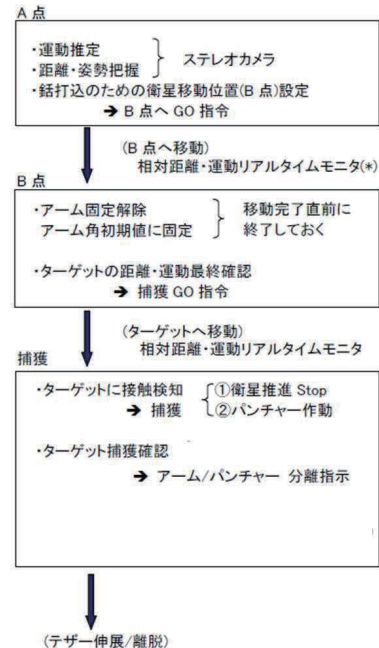 A 点
・運動推定
・距離・姿勢把握
ステレオカメラ
・銛打込のための衛星移動位置(B 点)設定
➔ B 点へ GO 指令
(B 点へ移動)
相対距離・運動リアルタイムモニタ(*)
B 点
・アーム固定解除
アーム角初期値に固定
移動完了直前に
終了しておく
・ターゲットの距離・運動最終確認
➔ 捕獲 GO 指令
(ターゲットへ移動)
相対距離・運動リアルタイムモニタ
捕獲
・ターゲットに接触検知
➔ 捕獲
①衛星推進 Stop
②パンチャー作動
・ターゲット捕獲確認
➔ アーム/パンチャー 分離指示
(テザー伸展/離脱)